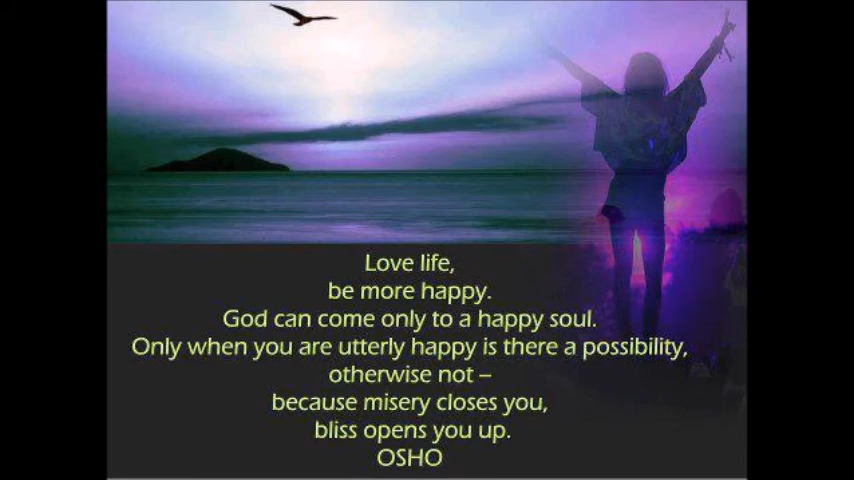 Love life,
be more happy.
God can come only to a happy soul.
Only when you are utterly happy is there a possibility,
otherwise not –
because misery closes you,
bliss opens you up.
OSHO